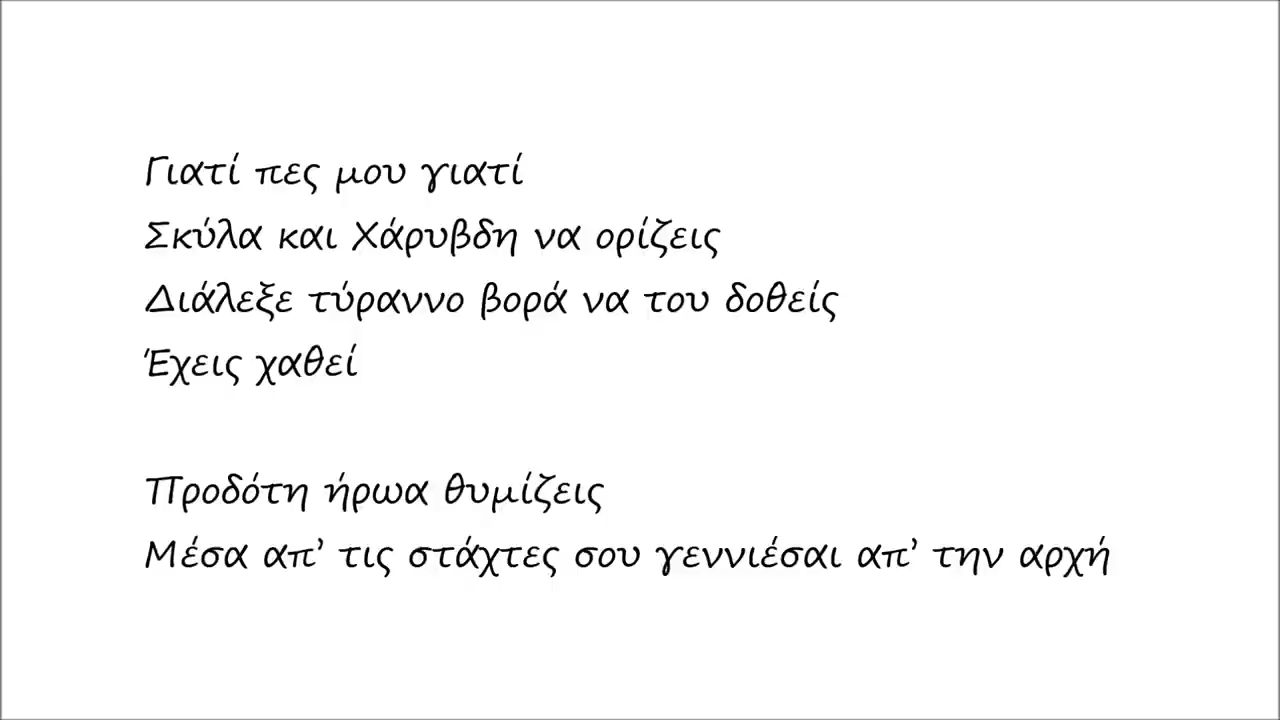 Γιατί πες μου γιατί
Σκύλα και Χάρυβδη να ορίζεις
Διάλεξε τύραννο βορά να του δοθείς
Έχεις χαθεί
Προδότη ήρωα θυμίζεις
Μέσα απ’ τις στάχτες σου γεννιέσαι απ’ την αρχή